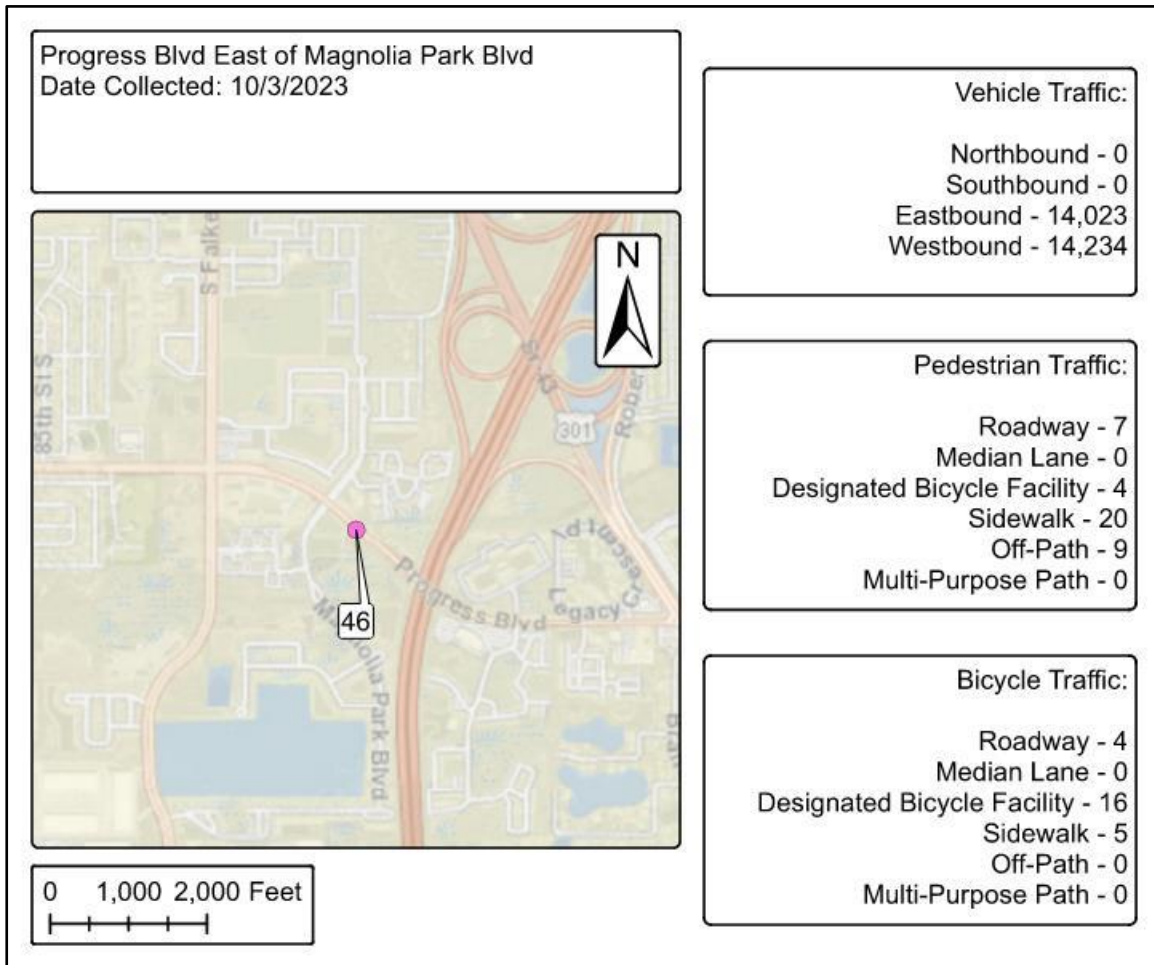 Progress Blvd East of Magnolia Park Blvd
Date Collected: 10/3/2023
Vehicle Traffic:
Northbound - 0
Southbound - 0
Eastbound - 14,023
Westbound - 14,234
Pedestrian Traffic:
Roadway - 7
Median Lane - 0
Designated Bicycle Facility - 4
Sidewalk - 20
Off-Path - 9
Multi-Purpose Path - 0
Bicycle Traffic:
Roadway - 4
Median Lane - 0
Designated Bicycle Facility - 16
Sidewalk - 5
Off-Path - 0
Multi-Purpose Path - 0
N
S Falke
85th St S
Sr-43
301
Rober
Progress Blvd
46
Magnolia Park Blvd
Legacy Crescent Pl
0 1,000 2,000 Feet